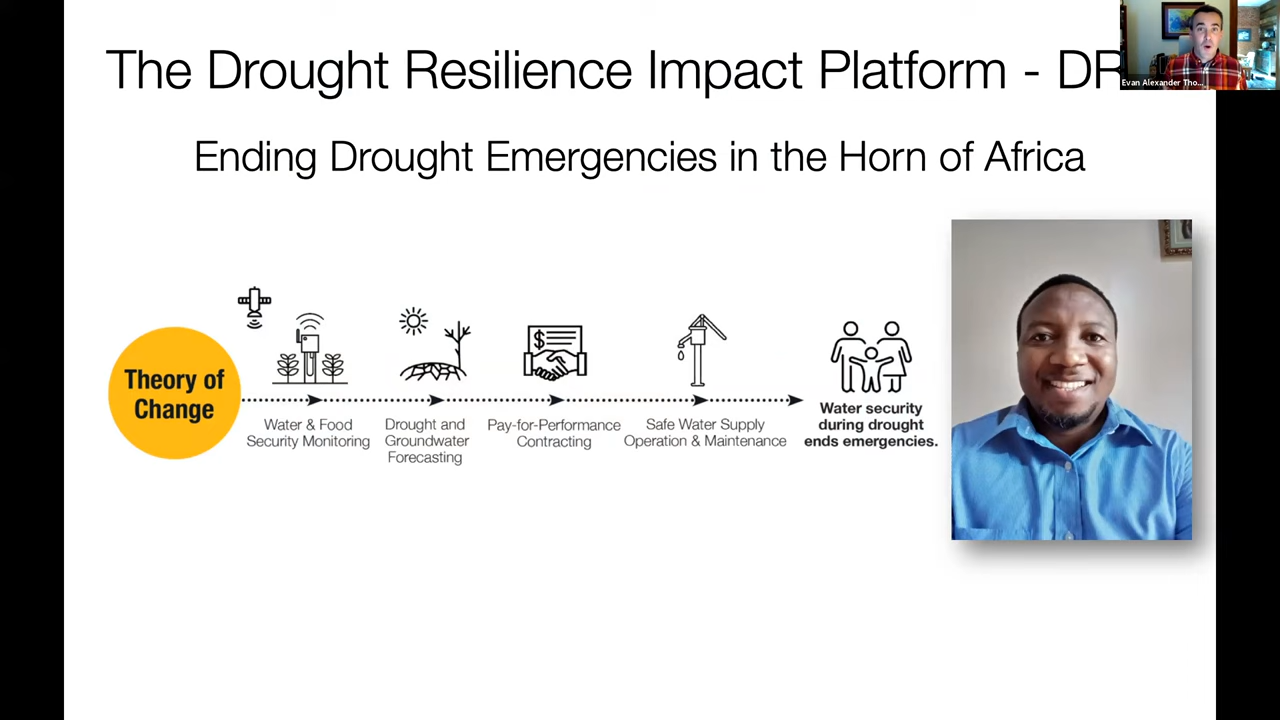 The Drought Resilience Impact Platform - DR
Evan Alexander Tho...
Ending Drought Emergencies in the Horn of Africa
Theory of
Change
$
Water & Food
Security Monitoring
Drought and
Groundwater
Forecasting
Pay-for-Performance
Contracting
Safe Water Supply
Operation & Maintenance
Water security
during drought
ends emergencies.